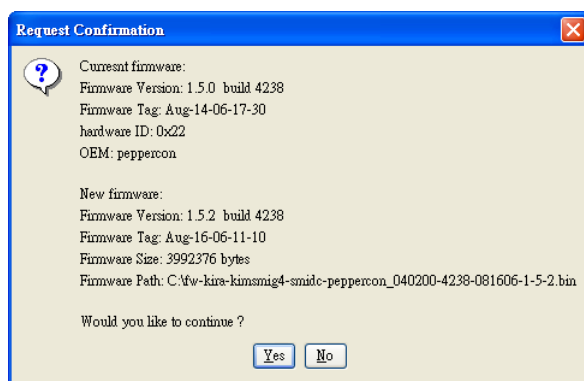 Request Confirmation
Curresnt firmware:
Firmware Version: 1.5.0 build 4238
Firmware Tag: Aug-14-06-17-30
hardware ID: 0x22
OEM: peppercon
New firmware:
Firmware Version: 1.5.2 build 4238
Firmware Tag: Aug-16-06-11-10
Firmware Size: 3992376 bytes
Firmware Path: C:\fw-kira-kimsmig4-smidc-peppercon_040200-4238-081606-1-5-2.bin
Would you like to continue ?
Yes No